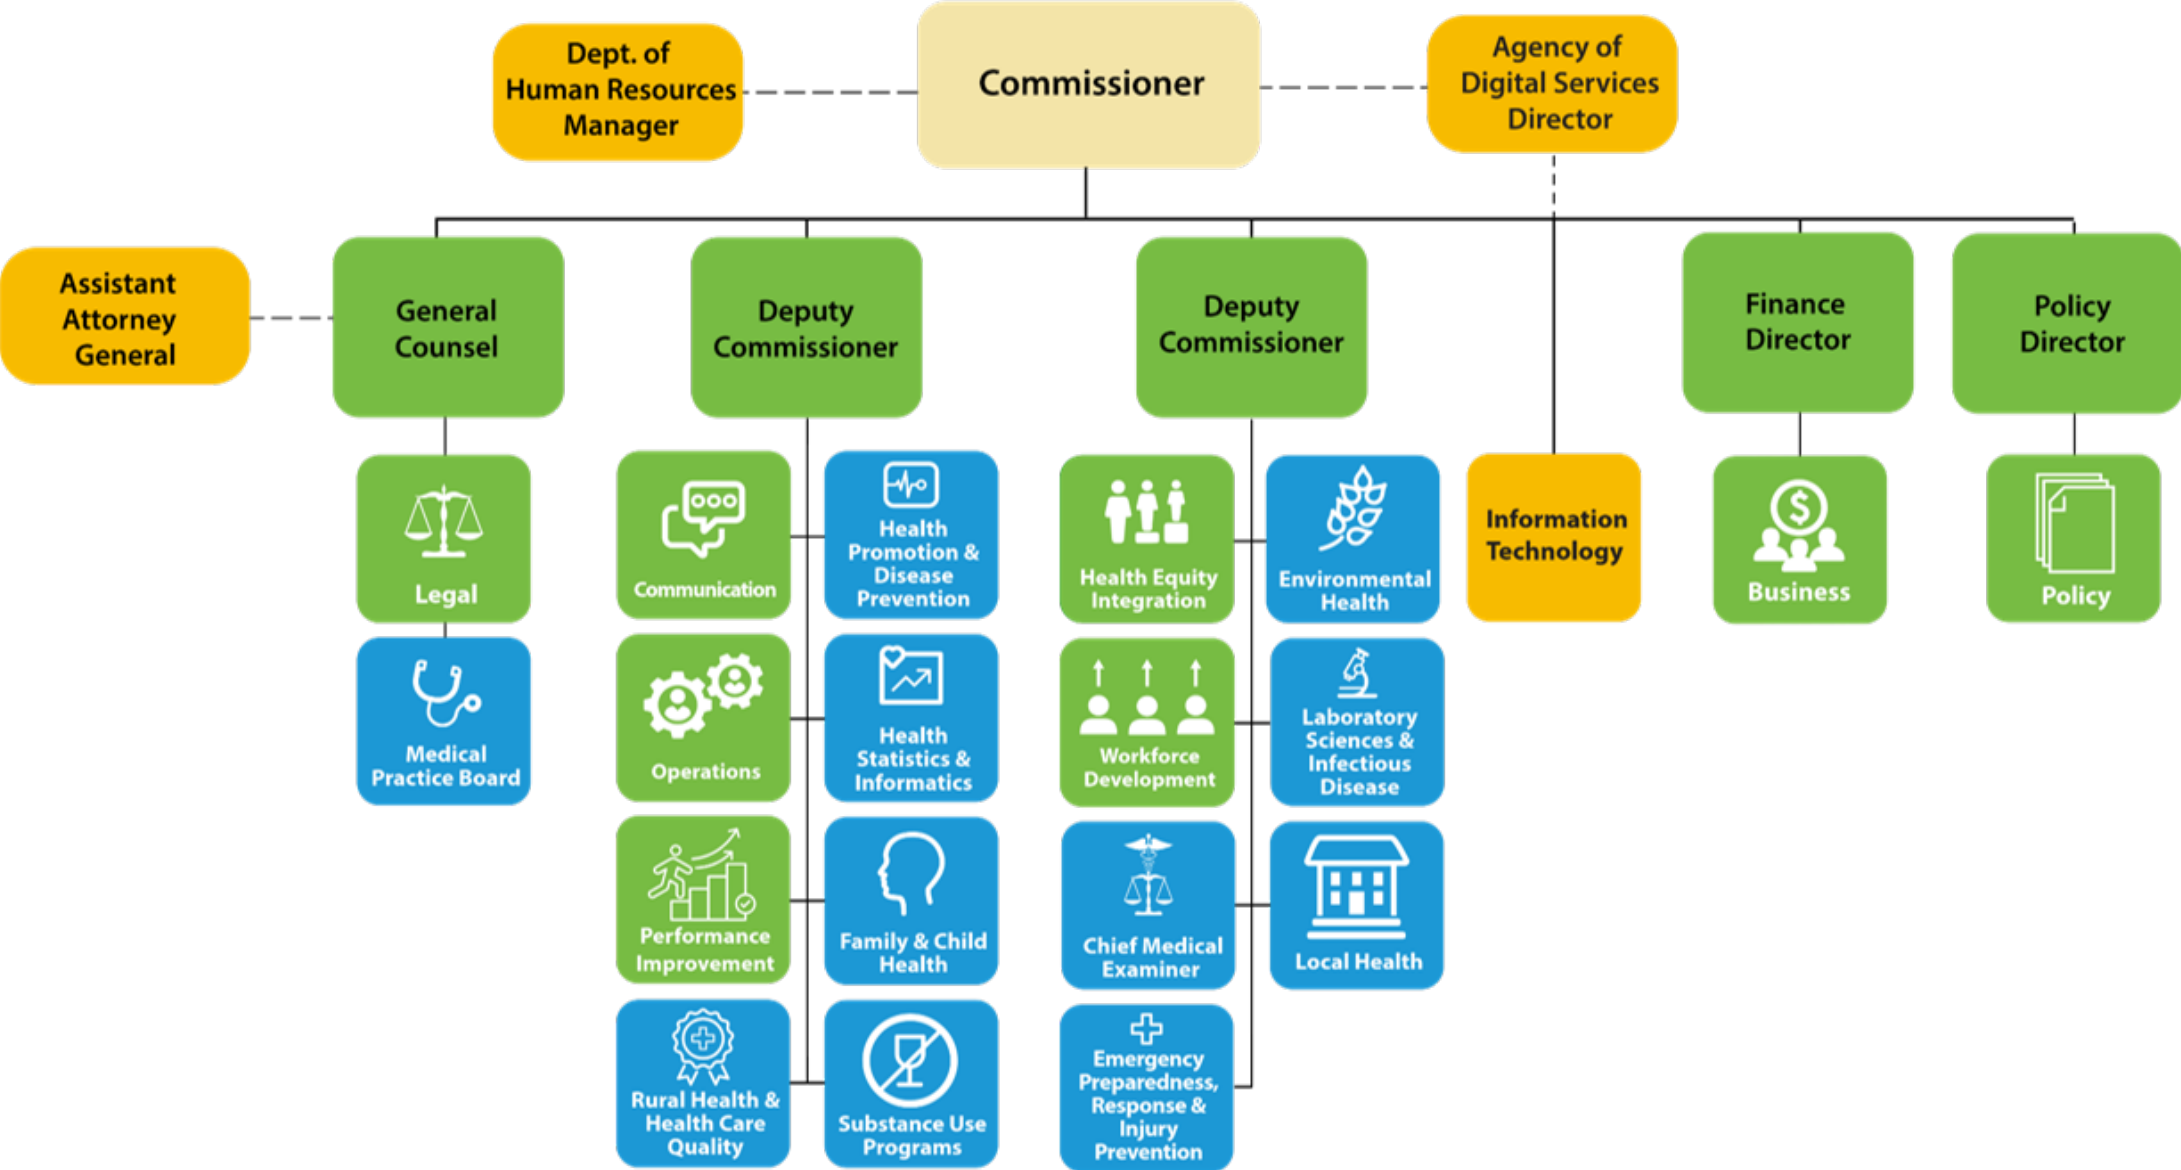 Dept. of
Human Resources
Manager
Commissioner
Agency of
Digital Services
Director
Assistant
Attorney
General
General
Counsel
Deputy
Commissioner
Deputy
Commissioner
Finance
Director
Policy
Director
Legal
Medical
Practice Board
Communication
Health
Promotion &
Disease
Prevention
Operations
Health
Statistics &
Informatics
Performance
Improvement
Family & Child
Health
Rural Health &
Health Care
Quality
Substance Use
Programs
Health Equity
Integration
Environmental
Health
Workforce
Development
Laboratory
Sciences &
Infectious
Disease
Chief Medical
Examiner
Local Health
Emergency
Preparedness,
Response &
Injury
Prevention
Information
Technology
$
Business
Policy